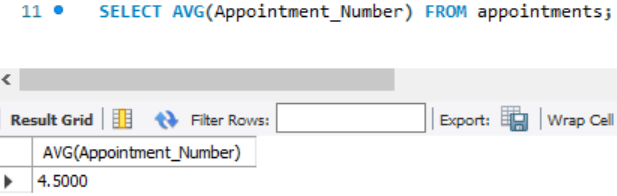 11 SELECT AVG(Appointment_Number) FROM appointments;
Result Grid Filter Rows: Export: Wrap Cell
AVG(Appointment_Number)
4.5000